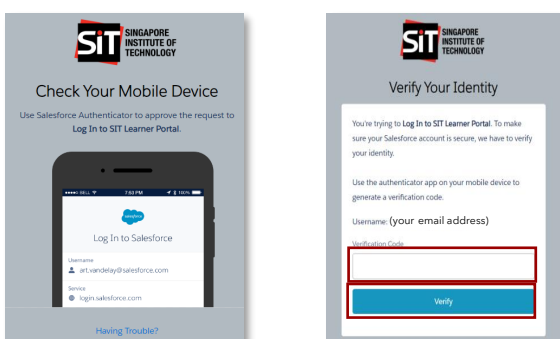 SiT SINGAPORE
INSTITUTE OF
TECHNOLOGY
Check Your Mobile Device
Use Salesforce Authenticator to approve the request to
Log In to SIT Learner Portal.
BELL 7:60 PM 100%
salesforce
Log In to Salesforce
Username
art.vandelay@salesforce.com
Service
login.salesforce.com
Having Trouble?
SiT SINGAPORE
INSTITUTE OF
TECHNOLOGY
Verify Your Identity
You're trying to Log In to SIT Learner Portal. To make
sure your Salesforce account is secure, we have to verify
your identity.
Use the authenticator app on your mobile device to
generate a verification code.
Username: (your email address)
Verification Code
Verify